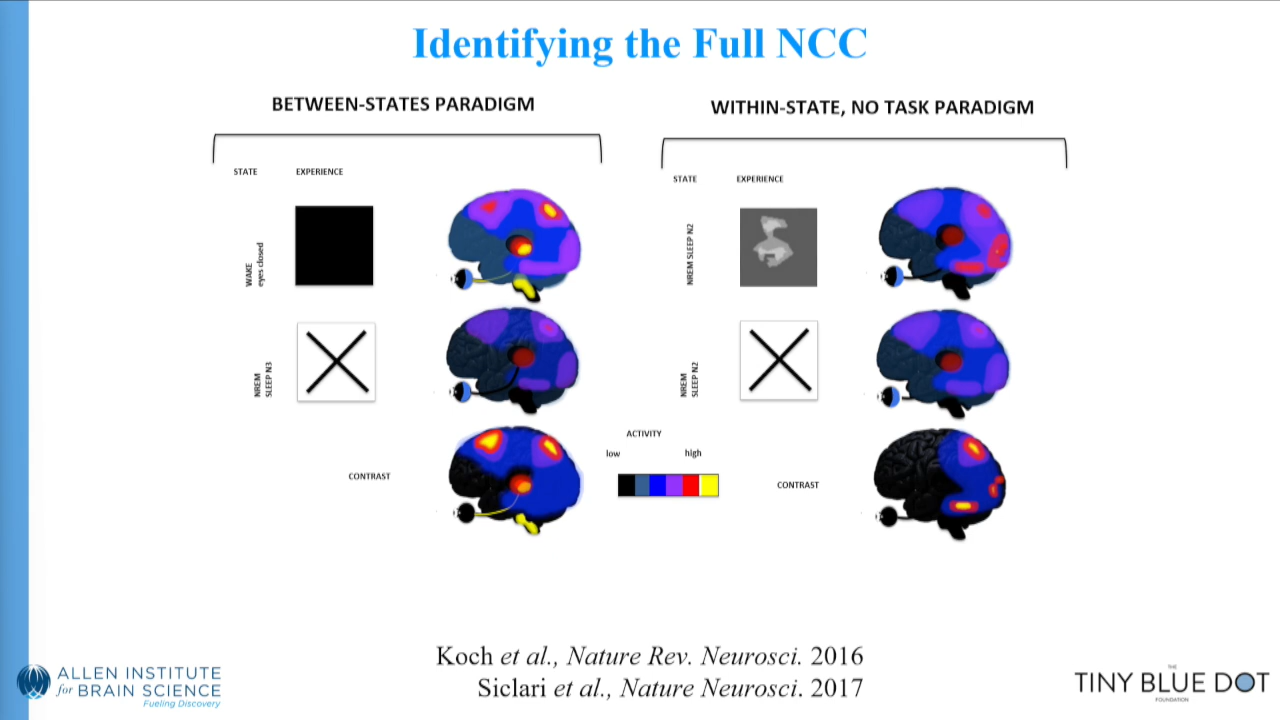 Identifying the Full NCC
BETWEEN-STATES PARADIGM
STATE
EXPERIENCE
WAKE
eyes closed
NREM
SLEEP N3
CONTRAST
WITHIN-STATE, NO TASK PARADIGM
STATE
EXPERIENCE
NREM SLEEP N2
NREM
SLEEP N2
CONTRAST
ACTIVITY
low
high
Koch et al., Nature Rev. Neurosci. 2016
Siclari et al., Nature Neurosci. 2017
ALLEN INSTITUTE
for BRAIN SCIENCE
Fueling Discovery
THE
TINY BLUE DOT
FOUNDATION